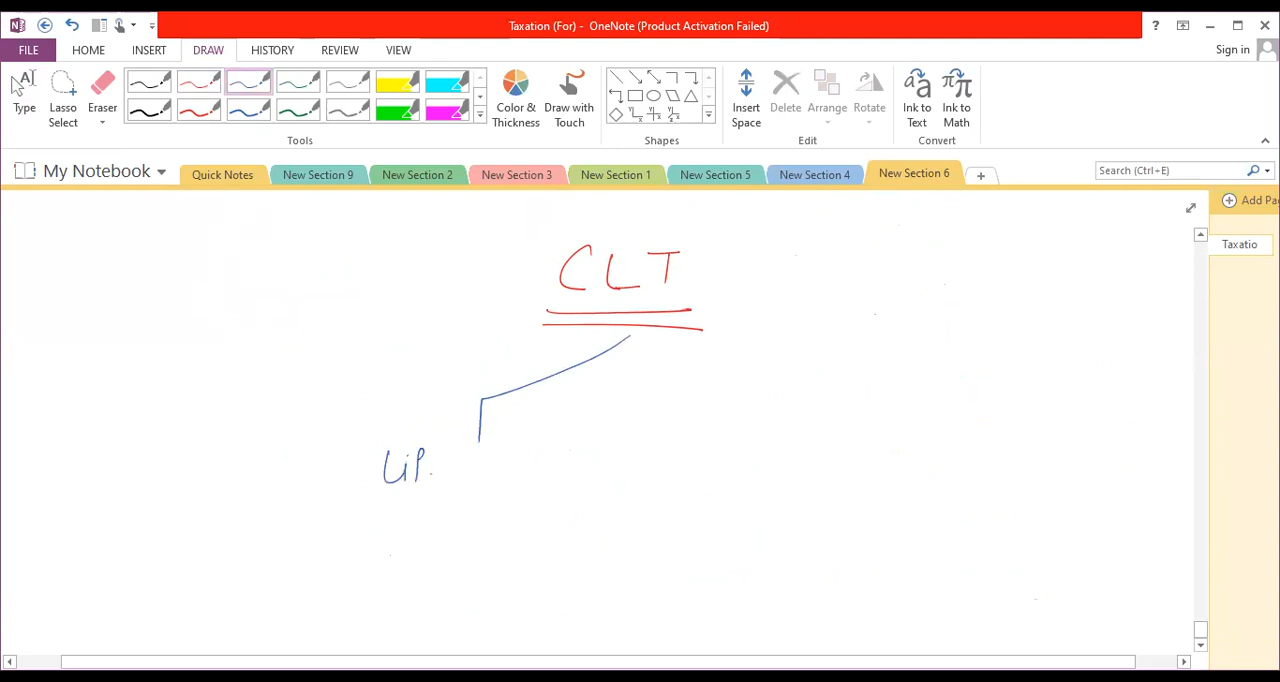 Taxation (For) - OneNote (Product Activation Failed)
?
FILE HOME INSERT DRAW HISTORY REVIEW VIEW
Sign in
Type
Lasso Select
Eraser
Color & Thickness
Draw with Touch
Insert Space
Delete
Arrange
Rotate
Ink to Text
Ink to Math
Tools
Shapes
Edit
Convert
My Notebook
Quick Notes
New Section 9
New Section 2
New Section 3
New Section 1
New Section 5
New Section 4
New Section 6
Search (Ctrl+E)
Add Pa
Taxatio
CLT